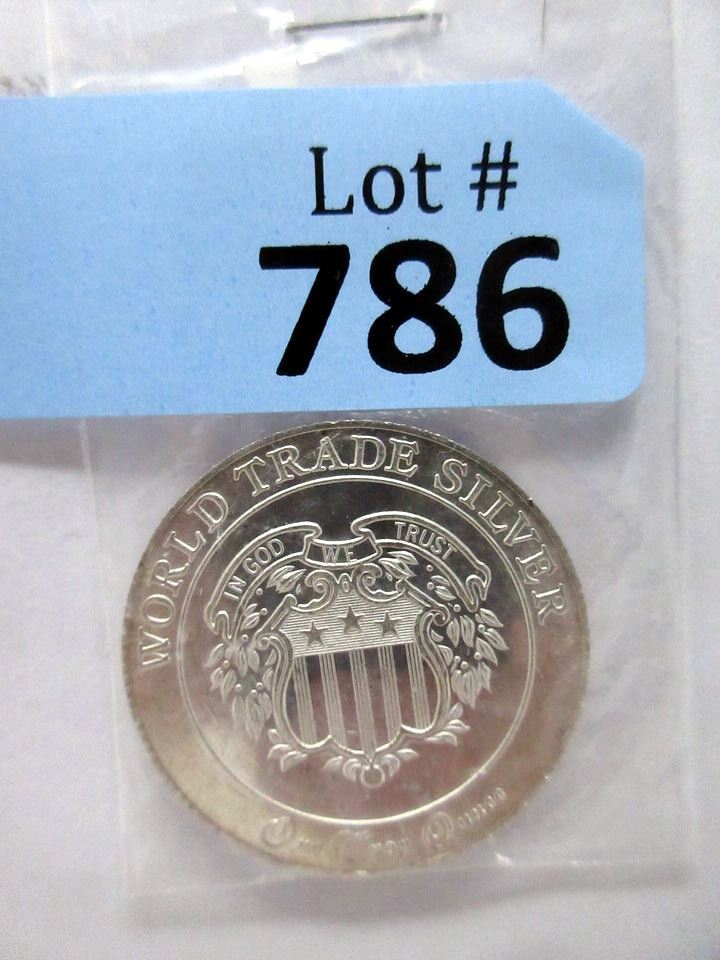 Lot #
786
WORLD TRADE SILVER
IN GOD WE TRUST
One Troy Ounce